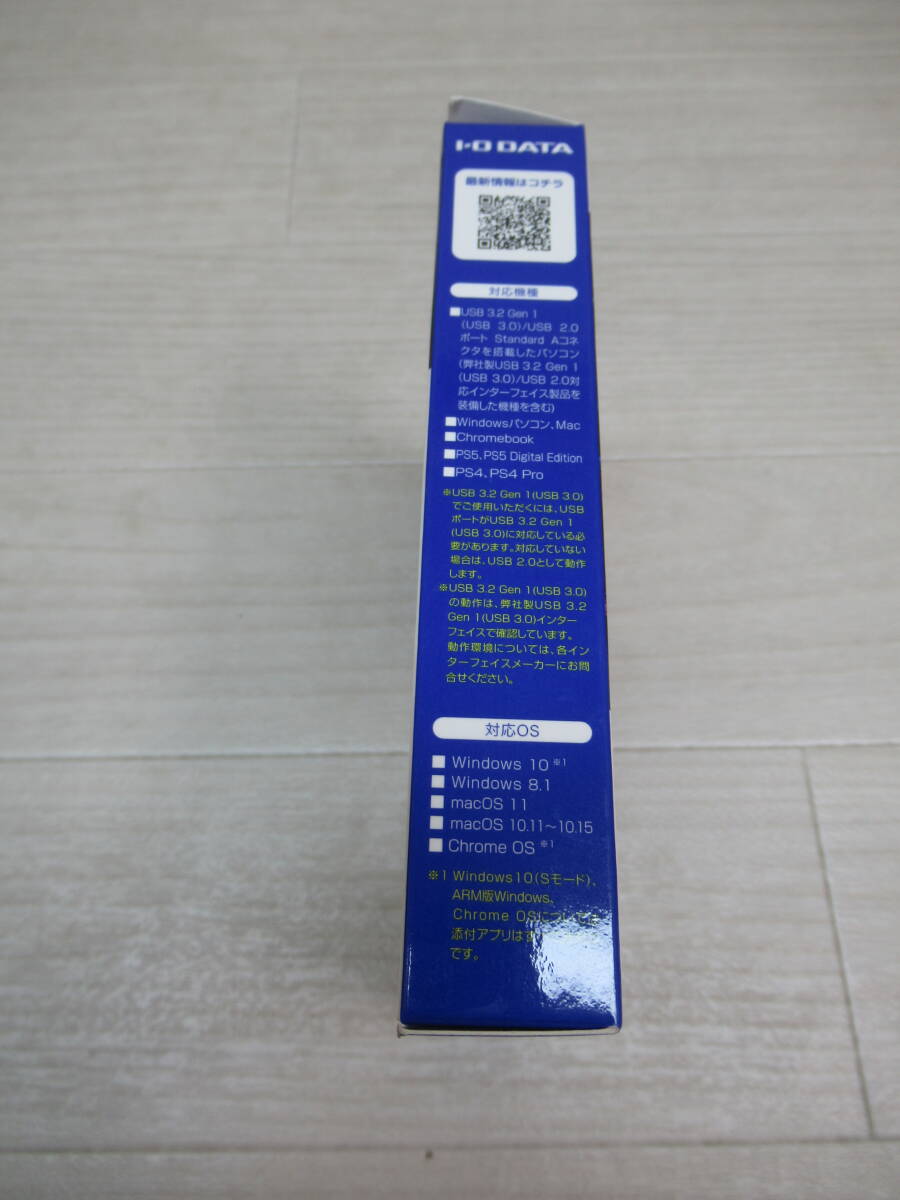 I-O DATA
最新情報はコチラ
対応機種
■USB 3.2 Gen 1
(USB 3.0)/USB 2.0
ポート Standard Aコネ
クタを搭載したパソコン
(弊社製USB 3.2 Gen 1
(USB 3.0)/USB 2.0対
応インターフェイス製品を
装備した機種を含む)
■Windowsパソコン、Mac
■Chromebook
■PS5、PS5 Digital Edition
■PS4、PS4 Pro
※USB 3.2 Gen 1(USB 3.0)
でご使用いただくには、USB
ポートがUSB 3.2 Gen 1
(USB 3.0)に対応している必
要があります。対応していない
場合は、USB 2.0として動作
します。
※USB 3.2 Gen 1(USB 3.0)
の動作は、弊社製USB 3.2
Gen 1(USB 3.0)インター
フェイスで確認しています。
動作環境については、各イン
ターフェイスメーカーにお問
合せください。
対応OS
■ Windows 10 ※1
■ Windows 8.1
■ macOS 11
■ macOS 10.11〜10.15
■ Chrome OS ※1
※1 Windows10(Sモード)、
ARM版Windows、
Chrome OSについては
添付アプリは
です。